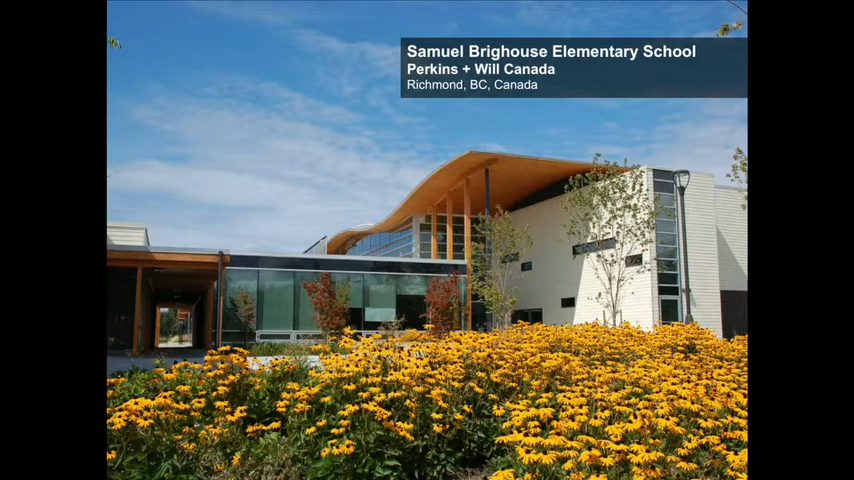 Samuel Brighouse Elementary School
Perkins + Will Canada
Richmond, BC, Canada